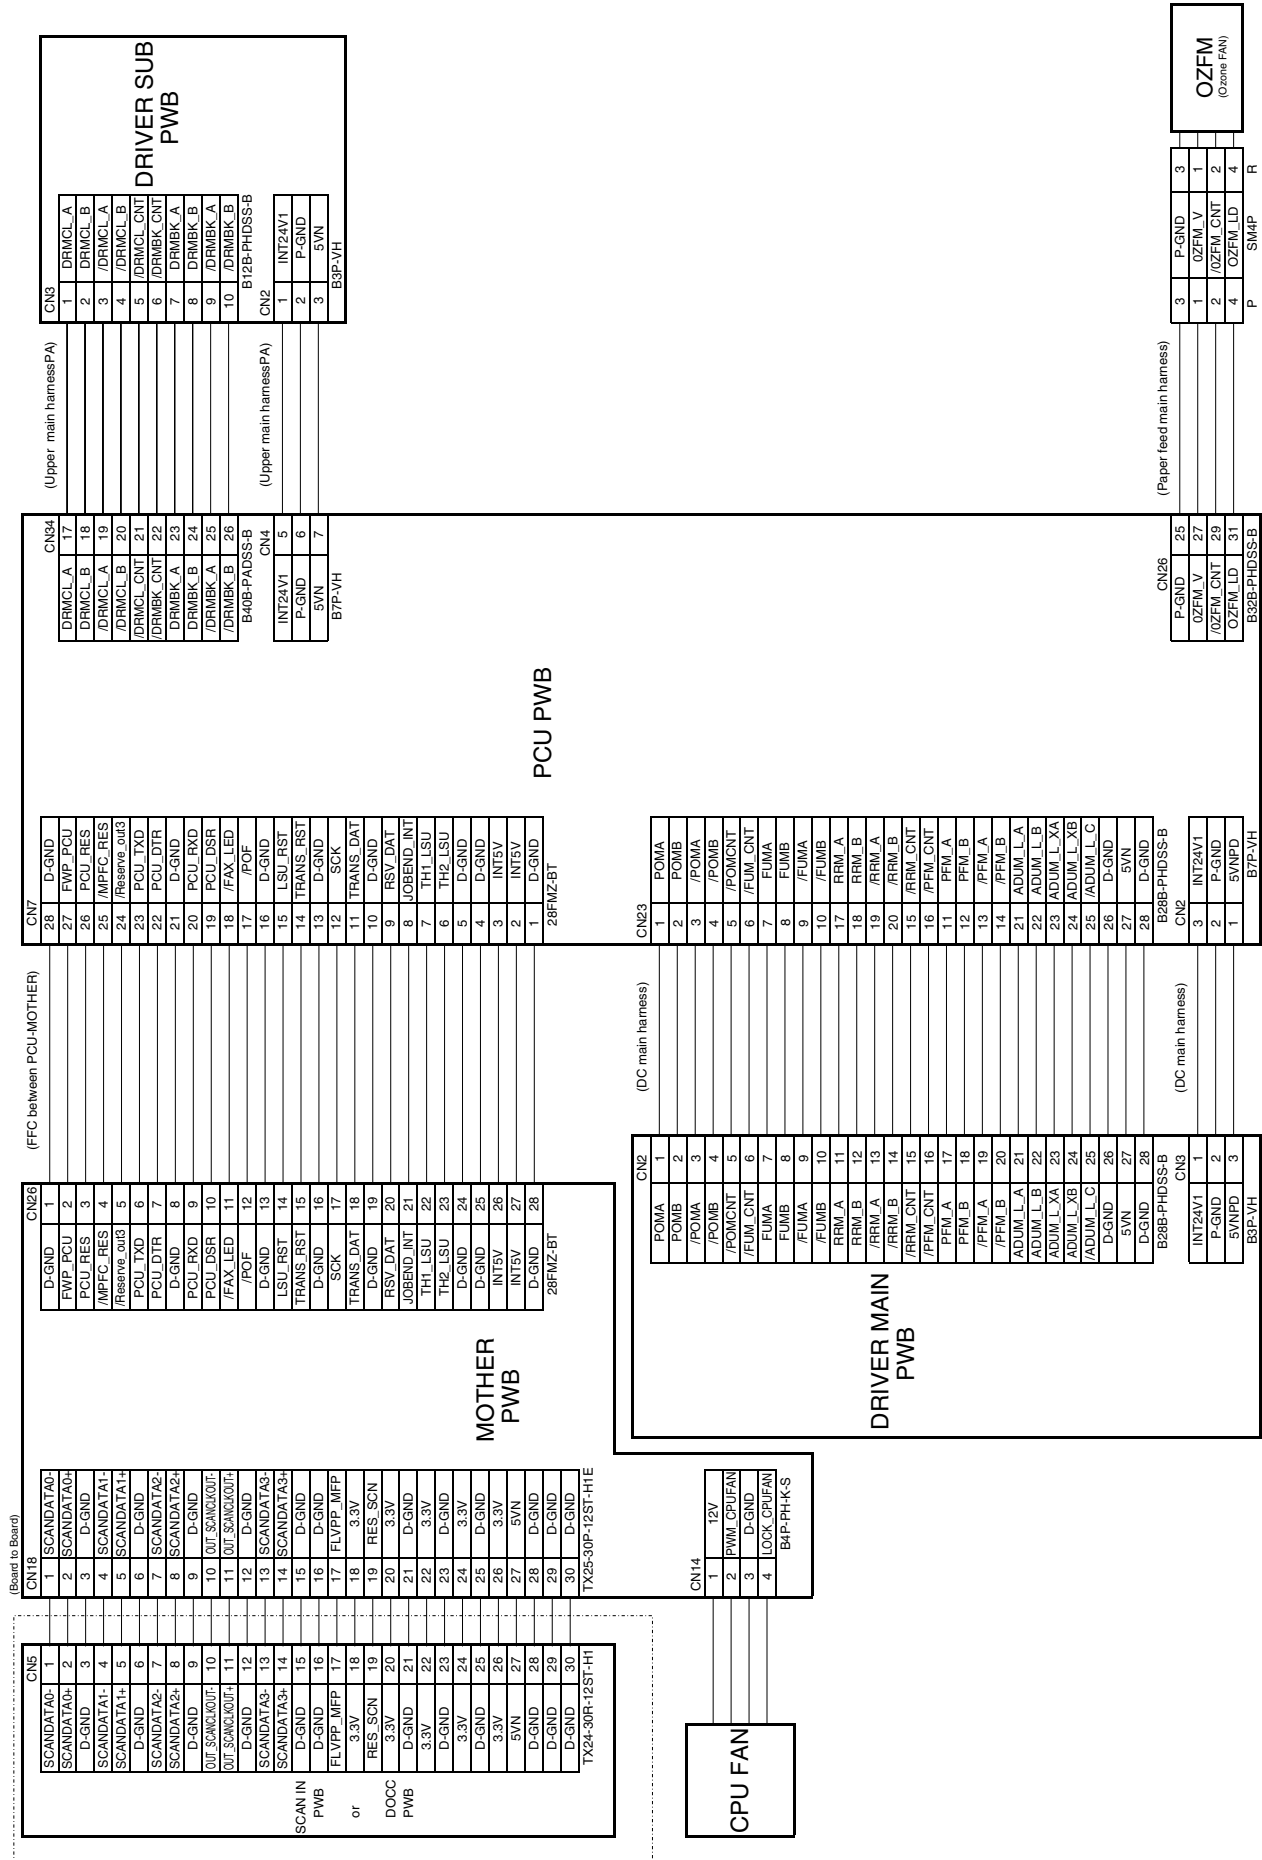 CN5
SCANDATA0- 1
SCANDATA0+ 2
D-GND 3
SCANDATA1- 4
SCANDATA1+ 5
D-GND 6
SCANDATA2- 7
SCANDATA2+ 8
D-GND 9
OUT_SCANCLKOUT- 10
OUT_SCANCLKOUT+ 11
D-GND 12
SCANDATA3- 13
SCANDATA3+ 14
D-GND 15
D-GND 16
FLVPP_MFP 17
3.3V 18
RES_SCN 19
3.3V 20
D-GND 21
3.3V 22
D-GND 23
3.3V 24
D-GND 25
3.3V 26
5VN 27
D-GND 28
D-GND 29
D-GND 30
TX24-30R-12ST-H1
SCAN IN
PWB
or
DOCC
PWB
(Board to Board)
CN18
1 SCANDATA0-
2 SCANDATA0+
3 D-GND
4 SCANDATA1-
5 SCANDATA1+
6 D-GND
7 SCANDATA2-
8 SCANDATA2+
9 D-GND
10 OUT_SCANCLKOUT-
11 OUT_SCANCLKOUT+
12 D-GND
13 SCANDATA3-
14 SCANDATA3+
15 D-GND
16 D-GND
17 FLVPP_MFP
18 3.3V
19 RES_SCN
20 3.3V
21 D-GND
22 3.3V
23 D-GND
24 3.3V
25 D-GND
26 3.3V
27 5VN
28 D-GND
29 D-GND
30 D-GND
TX25-30P-12ST-H1E
MOTHER
PWB
CN26
D-GND 1
FWP_PCU 2
PCU_RES 3
/MPFC_RES 4
/Reserve_out3 5
PCU_TXD 6
PCU_DTR 7
D-GND 8
PCU_RXD 9
PCU_DSR 10
/FAX_LED 11
/POF 12
D-GND 13
LSU_RST 14
TRANS_RST 15
D-GND 16
SCK 17
TRANS_DAT 18
D-GND 19
RSV_DAT 20
JOBEND_INT 21
TH1_LSU 22
TH2_LSU 23
D-GND 24
D-GND 25
INT5V 26
INT5V 27
D-GND 28
28FMZ-BT
(FFC between PCU-MOTHER)
CN7
28 D-GND
27 FWP_PCU
26 PCU_RES
25 /MPFC_RES
24 /Reserve_out3
23 PCU_TXD
22 PCU_DTR
21 D-GND
20 PCU_RXD
19 PCU_DSR
18 /FAX_LED
17 /POF
16 D-GND
15 LSU_RST
14 TRANS_RST
13 D-GND
12 SCK
11 TRANS_DAT
10 D-GND
9 RSV_DAT
8 JOBEND_INT
7 TH1_LSU
6 TH2_LSU
5 D-GND
4 D-GND
3 INT5V
2 INT5V
1 D-GND
28FMZ-BT
PCU PWB
CN34
DRMCL_A 17
DRMCL_B 18
/DRMCL_A 19
/DRMCL_B 20
/DRMCL_CNT 21
/DRMBK_CNT 22
DRMBK_A 23
DRMBK_B 24
/DRMBK_A 25
/DRMBK_B 26
B40B-PADSS-B
CN4
INT24V1 5
P-GND 6
5VN 7
B7P-VH
(Upper main harnessPA)
(Upper main harnessPA)
CN3
1 DRMCL_A
2 DRMCL_B
3 /DRMCL_A
4 /DRMCL_B
5 /DRMCL_CNT
6 /DRMBK_CNT
7 DRMBK_A
8 DRMBK_B
9 /DRMBK_A
10 /DRMBK_B
B12B-PHDSS-B
CN2
1 INT24V1
2 P-GND
3 5VN
B3P-VH
DRIVER SUB
PWB
CPU FAN
CN14
1 12V
2 PWM_CPUFAN
3 D-GND
4 LOCK_CPUFAN
B4P-PH-K-S
DRIVER MAIN
PWB
CN2
POMA 1
POMB 2
/POMA 3
/POMB 4
/POMCNT 5
/FUM_CNT 6
FUMA 7
FUMB 8
/FUMA 9
/FUMB 10
RRM_A 11
RRM_B 12
/RRM_A 13
/RRM_B 14
/RRM_CNT 15
/PFM_CNT 16
PFM_A 17
PFM_B 18
/PFM_A 19
/PFM_B 20
ADUM_L_A 21
ADUM_L_B 22
ADUM_L_XA 23
ADUM_L_XB 24
/ADUM_L_C 25
D-GND 26
5VN 27
D-GND 28
B28B-PHDSS-B
CN3
INT24V1 1
P-GND 2
5VNPD 3
B3P-VH
(DC main harness)
(DC main harness)
CN23
1 POMA
2 POMB
3 /POMA
4 /POMB
5 /POMCNT
6 /FUM_CNT
7 FUMA
8 FUMB
9 /FUMA
10 /FUMB
17 RRM_A
18 RRM_B
19 /RRM_A
20 /RRM_B
15 /RRM_CNT
16 /PFM_CNT
11 PFM_A
12 PFM_B
13 /PFM_A
14 /PFM_B
21 ADUM_L_A
22 ADUM_L_B
23 ADUM_L_XA
24 ADUM_L_XB
25 /ADUM_L_C
26 D-GND
27 5VN
28 D-GND
B28B-PHDSS-B
CN2
3 INT24V1
2 P-GND
1 5VNPD
B7P-VH
CN26
P-GND 25
0ZFM_V 27
/0ZFM_CNT 29
OZFM_LD 31
B32B-PHDSS-B
(Paper feed main harness)
3 P-GND 3
1 0ZFM_V 1
2 /0ZFM_CNT 2
4 OZFM_LD 4
P SM4P R
OZFM
(Ozone FAN)